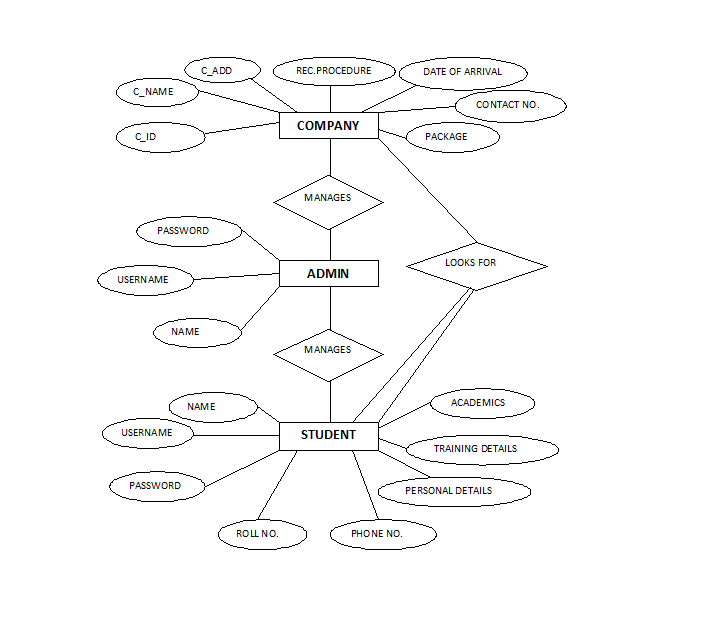 C_ADD
REC.PROCEDURE
DATE OF ARRIVAL
C_NAME
CONTACT NO.
COMPANY
C_ID
PACKAGE
MANAGES
PASSWORD
LOOKS FOR
ADMIN
USERNAME
NAME
MANAGES
NAME
ACADEMICS
USERNAME
STUDENT
TRAINING DETAILS
PASSWORD
PERSONAL DETAILS
ROLL NO.
PHONE NO.